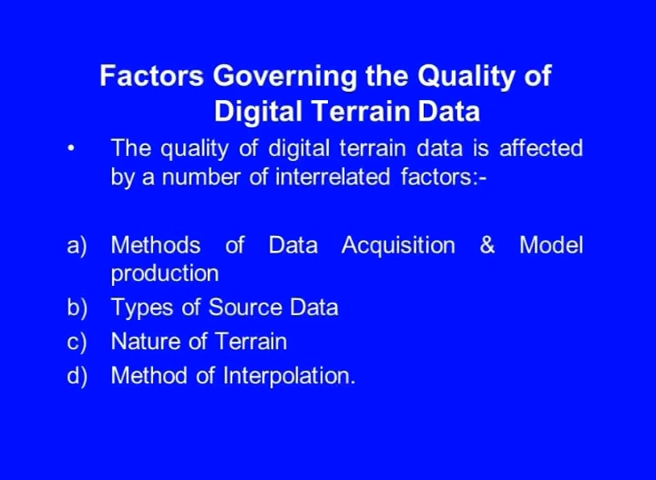 Factors Governing the Quality of
Digital Terrain Data
• The quality of digital terrain data is affected
by a number of interrelated factors:-
a) Methods of Data Acquisition & Model
production
b) Types of Source Data
c) Nature of Terrain
d) Method of Interpolation.